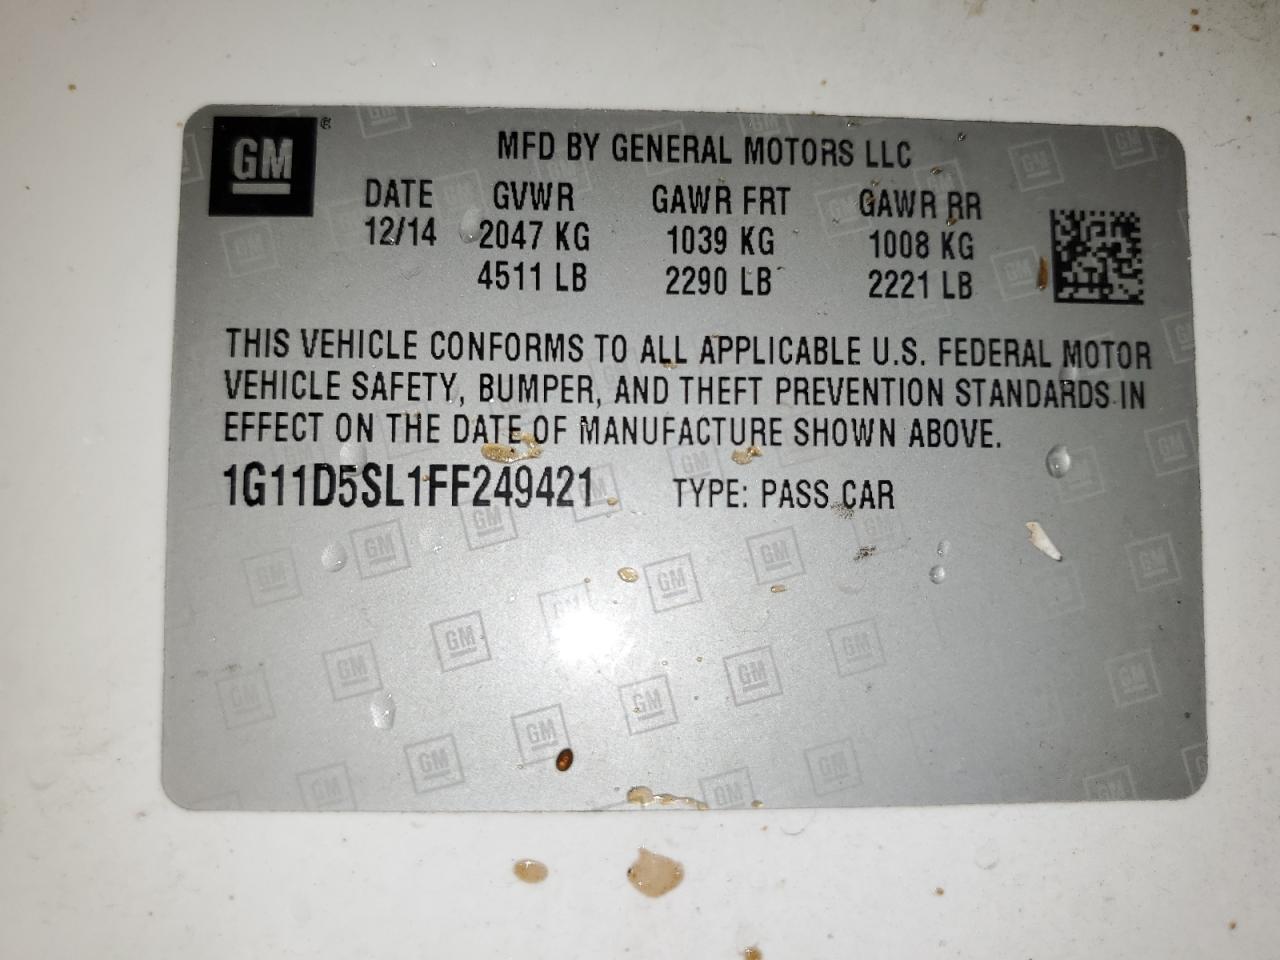 GM
MFD BY GENERAL MOTORS LLC
DATE GVWR GAWR FRT GAWR RR
12/14 2047 KG 1039 KG 1008 KG
4511 LB 2290 LB 2221 LB
THIS VEHICLE CONFORMS TO ALL APPLICABLE U.S. FEDERAL MOTOR
VEHICLE SAFETY, BUMPER, AND THEFT PREVENTION STANDARDS IN
EFFECT ON THE DATE OF MANUFACTURE SHOWN ABOVE.
1G11D5SL1FF249421 TYPE: PASS CAR